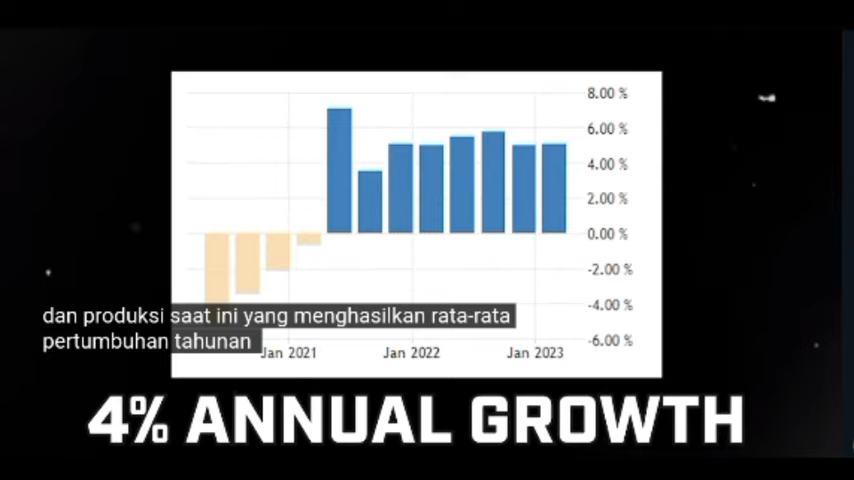 8.00 %
6.00 %
4.00 %
2.00 %
0.00 %
-2.00 %
-4.00 %
-6.00 %
dan produksi saat ini yang menghasilkan rata-rata
pertumbuhan tahunan
Jan 2021
Jan 2022
Jan 2023
4% ANNUAL GROWTH